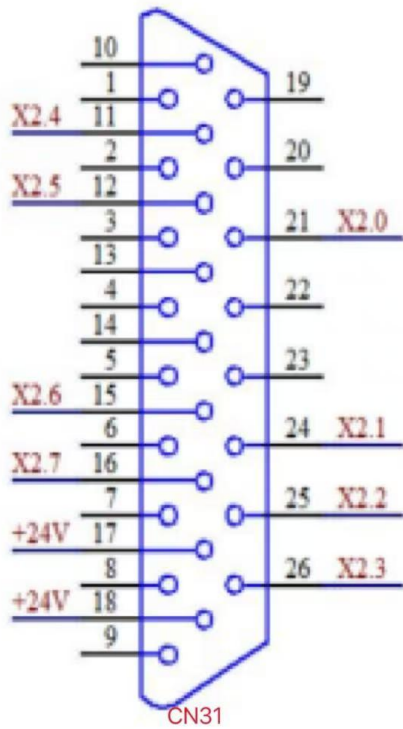 10
1 19
X2.4 11
2 20
X2.5 12
3 21 X2.0
13
4 22
14
5 23
X2.6 15
6 24 X2.1
X2.7 16
7 25 X2.2
+24V 17
8 26 X2.3
+24V 18
9
CN31